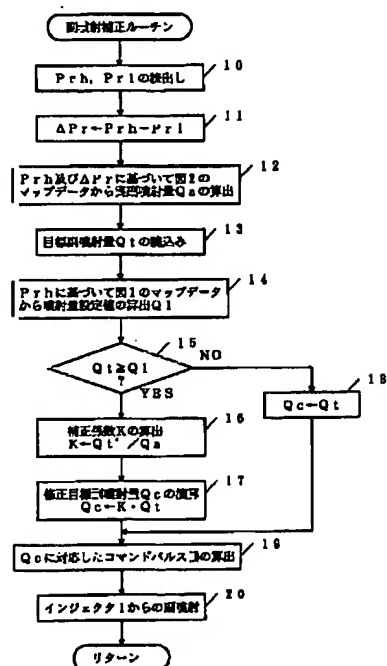 副噴射補正ルーチン
10
Prh, Prlの検出し
11
ΔPr←Prh-Prl
12
Prh及びΔPrに基づいて図2の
マップデータから実副噴射量Qaの算出
13
目標副噴射量Qtの読込み
14
Prhに基づいて図1のマップデータ
から噴射量設定値の算出Q1
15
Qt≧Q1
?
NO
YES
16
補正係数Kの算出
K←Qt'/Qa
17
修正目標副噴射量Qcの演算
Qc←K・Qt
18
Qc←Qt
19
Qcに対応したコマンドパルス の算出
20
インジェクタ1からの副噴射
リターン